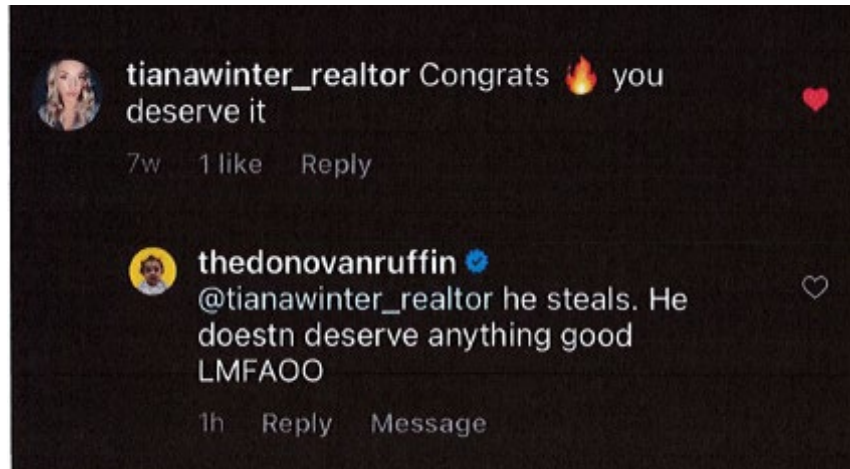 tianawinter_realtor Congrats 🔥 you
deserve it
7w 1 like Reply
thedonovanruffin
@tianawinter_realtor he steals. He
doestn deserve anything good
LMFAOO
1h Reply Message